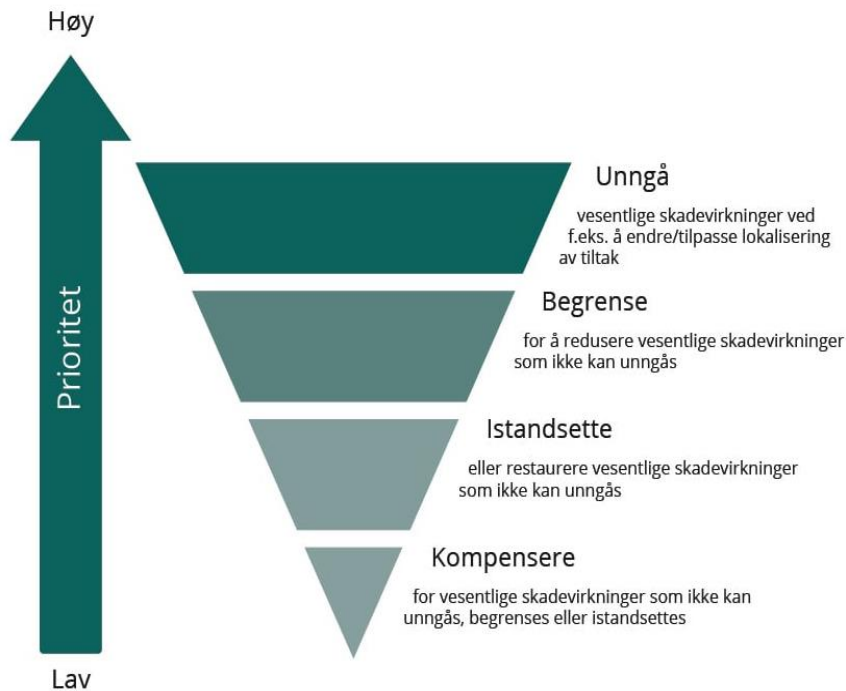 Høy
Prioritet
Unngå
vesentlige skadevirkninger ved
f.eks. å endre/tilpasse lokalisering
av tiltak
Begrense
for å redusere vesentlige skadevirkninger
som ikke kan unngås
Istandsette
eller restaurere vesentlige skadevirkninger
som ikke kan unngås
Kompensere
for vesentlige skadevirkninger som ikke kan
unngås, begrenses eller istandsettes
Lav